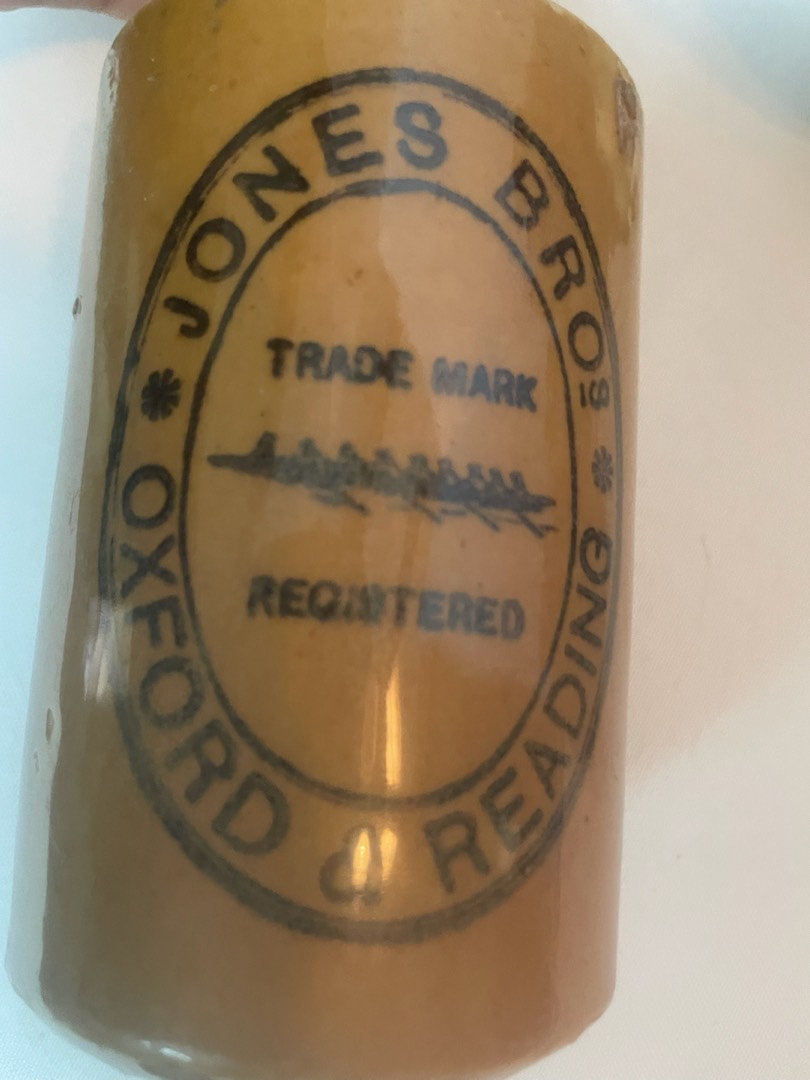 JONES BROS
TRADE MARK
REGISTERED
OXFORD & READING